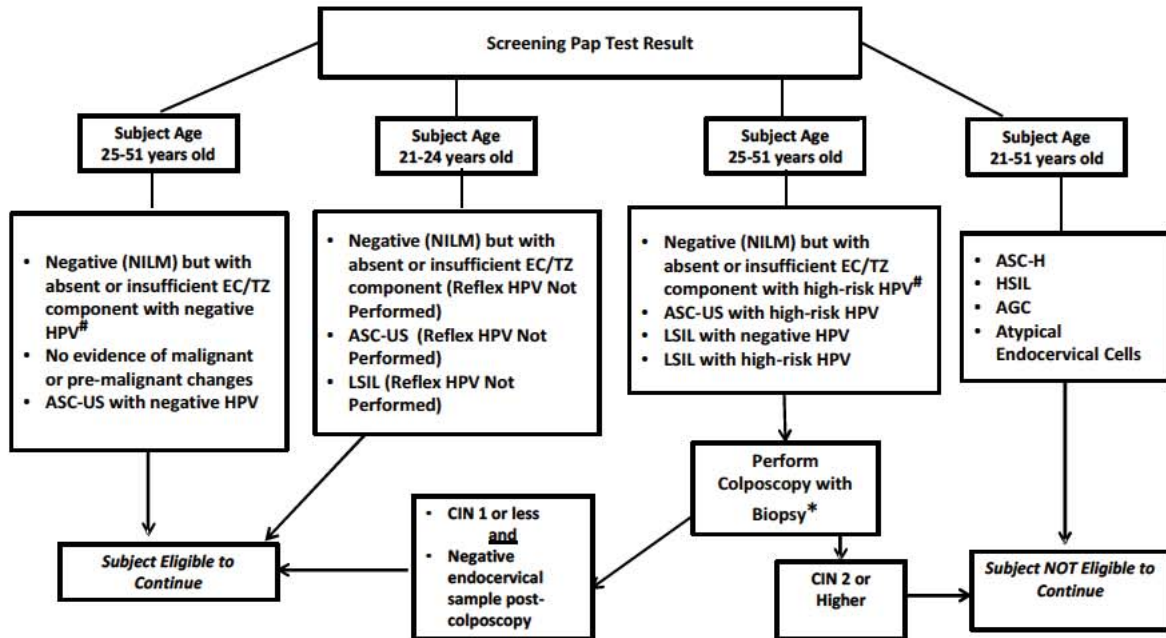 Screening Pap Test Result
Subject Age
25-51 years old
Subject Age
21-24 years old
Subject Age
25-51 years old
Subject Age
21-51 years old
• Negative (NILM) but with
absent or insufficient EC/TZ
component with negative
HPV#
• No evidence of malignant
or pre-malignant changes
• ASC-US with negative HPV
• Negative (NILM) but with
absent or insufficient EC/TZ
component (Reflex HPV Not
Performed)
• ASC-US (Reflex HPV Not
Performed)
• LSIL (Reflex HPV Not
Performed)
• Negative (NILM) but with
absent or insufficient EC/TZ
component with high-risk HPV#
• ASC-US with high-risk HPV
• LSIL with negative HPV
• LSIL with high-risk HPV
• ASC-H
• HSIL
• AGC
• Atypical
Endocervical Cells
Perform
Colposcopy with
Biopsy*
• CIN 1 or less
and
• Negative
endocervical
sample post-
colposcopy
Subject Eligible to
Continue
CIN 2 or
Higher
Subject NOT Eligible to
Continue